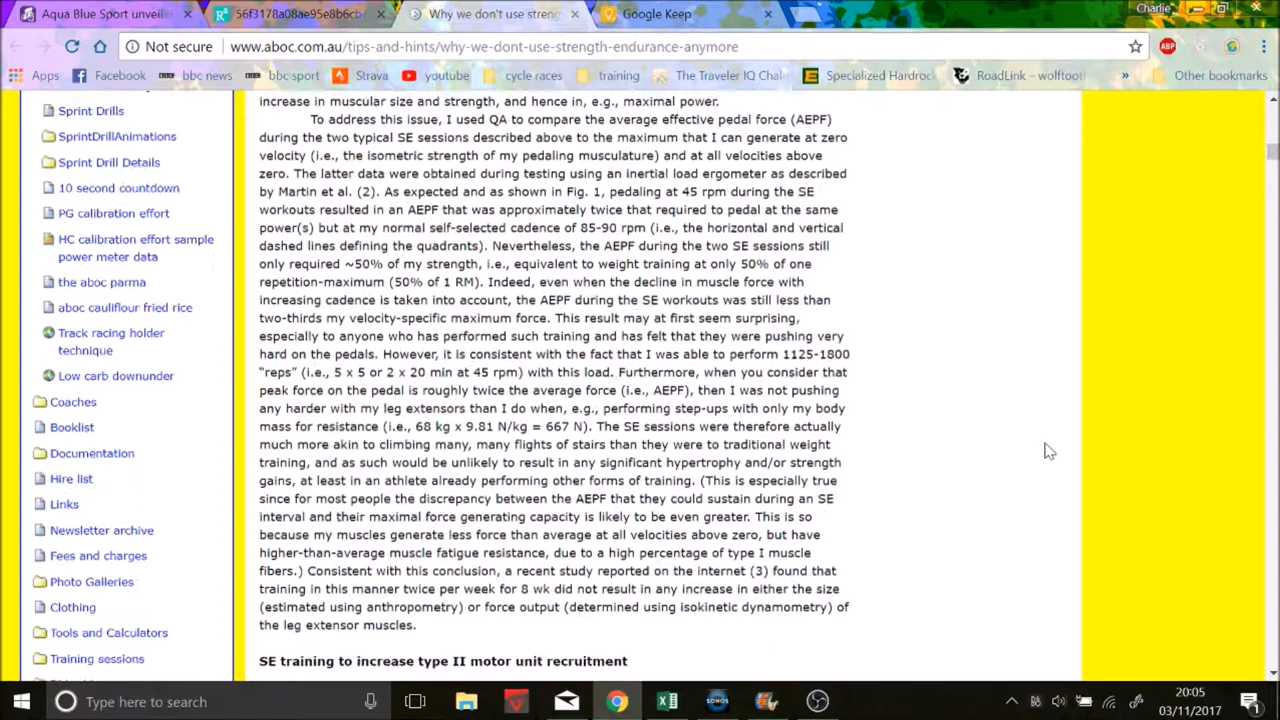 Aqua Blue Sport unveili
56f3178a08ae95e8b6cb
Why we don't use stren
Google Keep
Charlie
Not secure
www.aboc.com.au/tips-and-hints/why-we-dont-use-strength-endurance-anymore
ABP
Apps
Facebook
bbc news
bbc sport
Strava
youtube
cycle races
training
The Traveler IQ Chal
Specialized Hardroc
RoadLink – wolftoot
»
Other bookmarks
Sprint Drills
SprintDrillAnimations
Sprint Drill Details
10 second countdown
PG calibration effort
HC calibration effort sample
power meter data
the aboc parma
aboc cauliflour fried rice
Track racing holder
technique
Low carb downunder
Coaches
Booklist
Documentation
Hire list
Links
Newsletter archive
Fees and charges
Photo Galleries
Clothing
Tools and Calculators
Training sessions
increase in muscular size and strength, and hence in, e.g., maximal power.
To address this issue, I used QA to compare the average effective pedal force (AEPF)
during the two typical SE sessions described above to the maximum that I can generate at zero
velocity (i.e., the isometric strength of my pedaling musculature) and at all velocities above
zero. The latter data were obtained during testing using an inertial load ergometer as described
by Martin et al. (2). As expected and as shown in Fig. 1, pedaling at 45 rpm during the SE
workouts resulted in an AEPF that was approximately twice that required to pedal at the same
power(s) but at my normal self-selected cadence of 85-90 rpm (i.e., the horizontal and vertical
dashed lines defining the quadrants). Nevertheless, the AEPF during the two SE sessions still
only required ~50% of my strength, i.e., equivalent to weight training at only 50% of one
repetition-maximum (50% of 1 RM). Indeed, even when the decline in muscle force with
increasing cadence is taken into account, the AEPF during the SE workouts was still less than
two-thirds my velocity-specific maximum force. This result may at first seem surprising,
especially to anyone who has performed such training and has felt that they were pushing very
hard on the pedals. However, it is consistent with the fact that I was able to perform 1125-1800
“reps” (i.e., 5 x 5 or 2 x 20 min at 45 rpm) with this load. Furthermore, when you consider that
peak force on the pedal is roughly twice the average force (i.e., AEPF), then I was not pushing
any harder with my leg extensors than I do when, e.g., performing step-ups with only my body
mass for resistance (i.e., 68 kg x 9.81 N/kg = 667 N). The SE sessions were therefore actually
much more akin to climbing many, many flights of stairs than they were to traditional weight
training, and as such would be unlikely to result in any significant hypertrophy and/or strength
gains, at least in an athlete already performing other forms of training. (This is especially true
since for most people the discrepancy between the AEPF that they could sustain during an SE
interval and their maximal force generating capacity is likely to be even greater. This is so
because my muscles generate less force than average at all velocities above zero, but have
higher-than-average muscle fatigue resistance, due to a high percentage of type I muscle
fibers.) Consistent with this conclusion, a recent study reported on the internet (3) found that
training in this manner twice per week for 8 wk did not result in any increase in either the size
(estimated using anthropometry) or force output (determined using isokinetic dynamometry) of
the leg extensor muscles.
SE training to increase type II motor unit recruitment
Type here to search
SONOS
20:05
03/11/2017
1